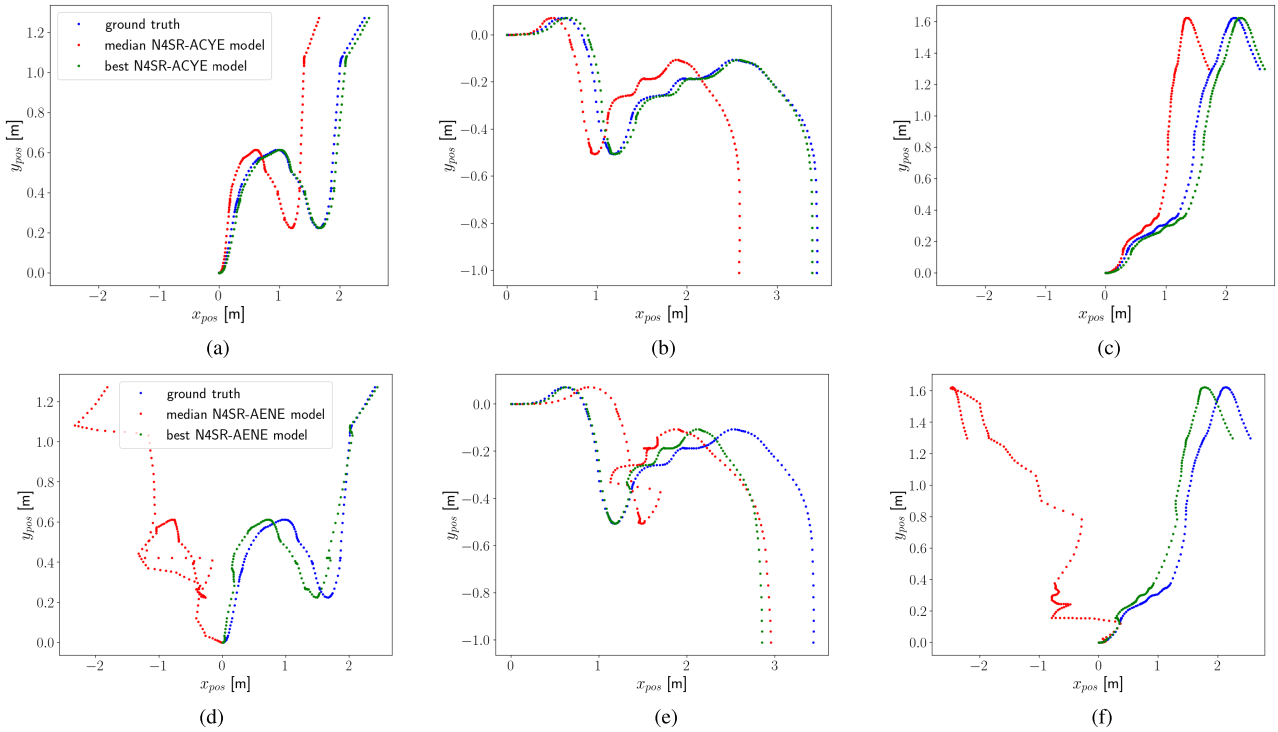 ground truth
median N4SR-ACYE model
best N4SR-ACYE model
1.2
1.0
0.8
0.6
0.4
0.2
0.0
y_pos [m]
−2 −1 0 1 2
x_pos [m]
(a)
0.0
−0.2
−0.4
−0.6
−0.8
−1.0
y_pos [m]
0 1 2 3
x_pos [m]
(b)
1.6
1.4
1.2
1.0
0.8
0.6
0.4
0.2
0.0
y_pos [m]
−2 −1 0 1 2
x_pos [m]
(c)
ground truth
median N4SR-AENE model
best N4SR-AENE model
1.2
1.0
0.8
0.6
0.4
0.2
0.0
y_pos [m]
−2 −1 0 1 2
x_pos [m]
(d)
0.0
−0.2
−0.4
−0.6
−0.8
−1.0
y_pos [m]
0 1 2 3
x_pos [m]
(e)
1.6
1.4
1.2
1.0
0.8
0.6
0.4
0.2
0.0
y_pos [m]
−2 −1 0 1 2
x_pos [m]
(f)